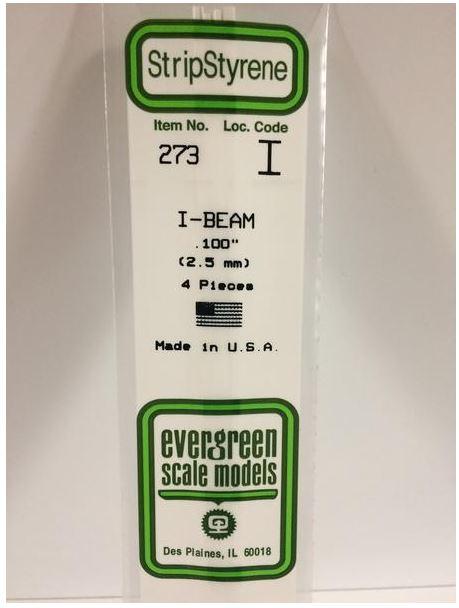 StripStyrene
Item No. Loc. Code
273 I
I-BEAM
.100"
(2.5 mm)
4 Pieces
Made in U.S.A.
evergreen
scale models
Des Plaines, IL 60018